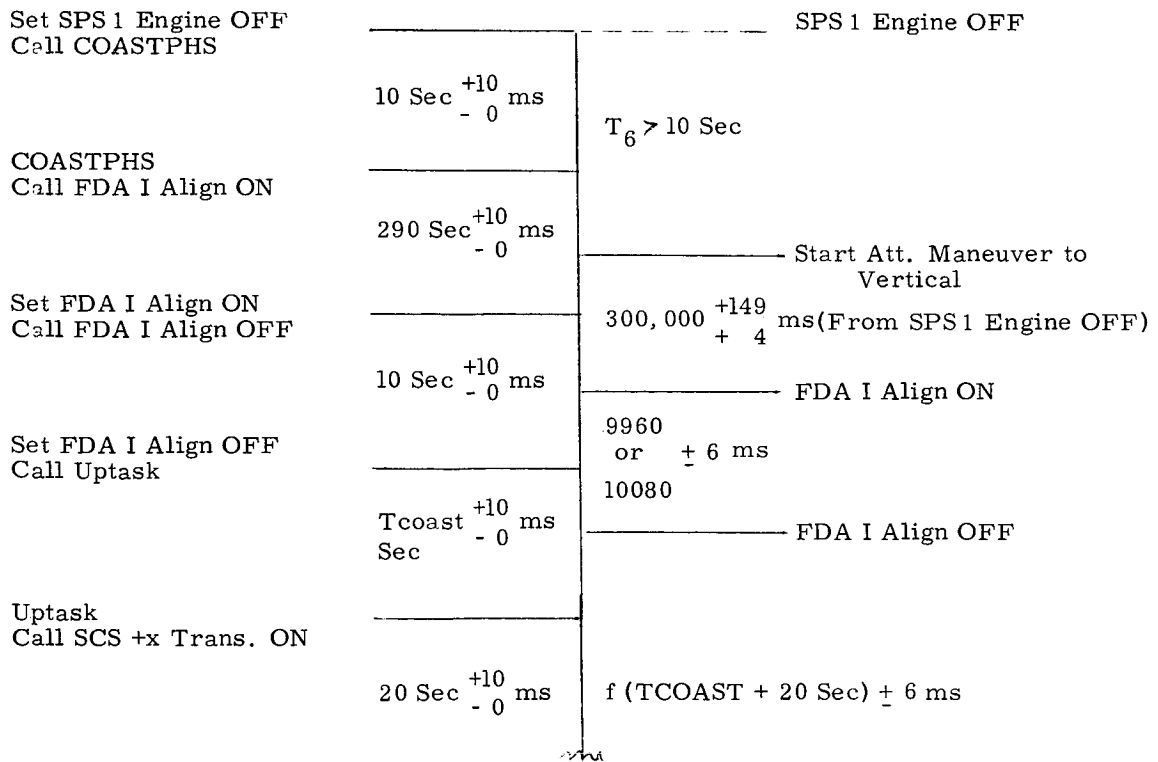 Set SPS 1 Engine OFF
Call COASTPHS
SPS 1 Engine OFF
10 Sec +10 - 0 ms
T6 > 10 Sec
COASTPHS
Call FDA I Align ON
290 Sec +10 - 0 ms
Start Att. Maneuver to
Vertical
Set FDA I Align ON
Call FDA I Align OFF
300, 000 +149 + 4 ms (From SPS 1 Engine OFF)
10 Sec +10 - 0 ms
FDA I Align ON
Set FDA I Align OFF
Call Uptask
9960
or ± 6 ms
10080
Tcoast +10 - 0 ms
Sec
FDA I Align OFF
Uptask
Call SCS +x Trans. ON
20 Sec +10 - 0 ms
f (TCOAST + 20 Sec) ± 6 ms